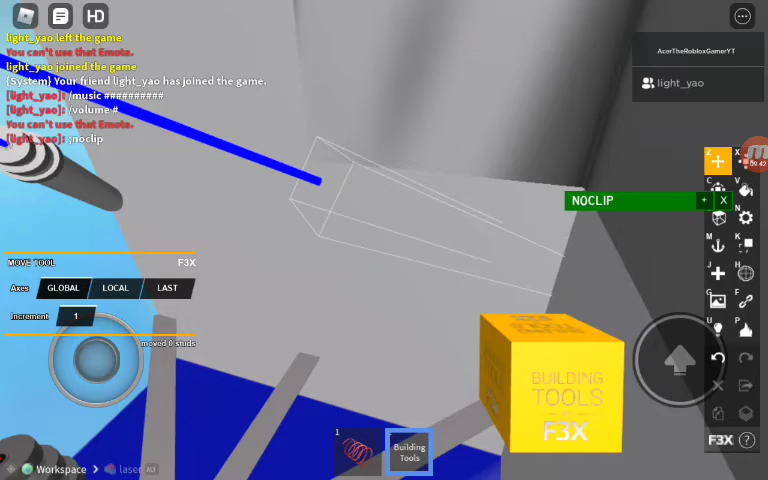 HD
light_yao left the game
You can't use that Emote.
light_yao joined the game
{System} Your friend light_yao has joined the game.
[light_yao]: /music ##########
[light_yao]: /volume #
You can't use that Emote.
[light_yao]: ;noclip
AcerTheRobloxGamerYT
light_yao
09:42
Z
X
C
V
NOCLIP
+
X
N
M
K
J
H
G
F
U
P
F3X
?
MOVE TOOL
F3X
Axes
GLOBAL
LOCAL
LAST
Increment
1
moved 0 studs
BUILDING
TOOLS
F3X
1
Building
Tools
Workspace
laser
ALT